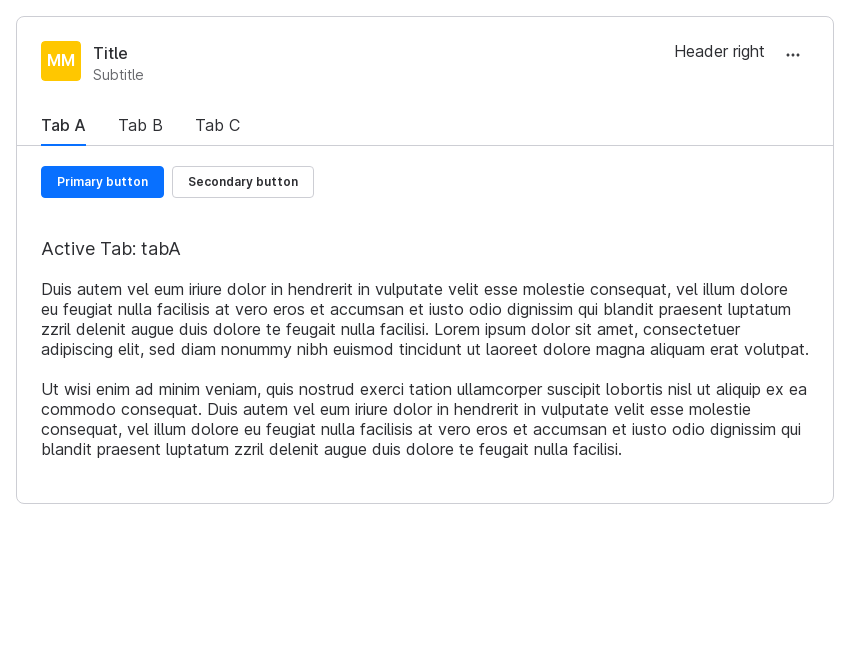 MM
Title
Subtitle
Header right
Tab A
Tab B
Tab C
Primary button
Secondary button
Active Tab: tabA
Duis autem vel eum iriure dolor in hendrerit in vulputate velit esse molestie consequat, vel illum dolore
eu feugiat nulla facilisis at vero eros et accumsan et iusto odio dignissim qui blandit praesent luptatum
zzril delenit augue duis dolore te feugait nulla facilisi. Lorem ipsum dolor sit amet, consectetuer
adipiscing elit, sed diam nonummy nibh euismod tincidunt ut laoreet dolore magna aliquam erat volutpat.
Ut wisi enim ad minim veniam, quis nostrud exerci tation ullamcorper suscipit lobortis nisl ut aliquip ex ea
commodo consequat. Duis autem vel eum iriure dolor in hendrerit in vulputate velit esse molestie
consequat, vel illum dolore eu feugiat nulla facilisis at vero eros et accumsan et iusto odio dignissim qui
blandit praesent luptatum zzril delenit augue duis dolore te feugait nulla facilisi.